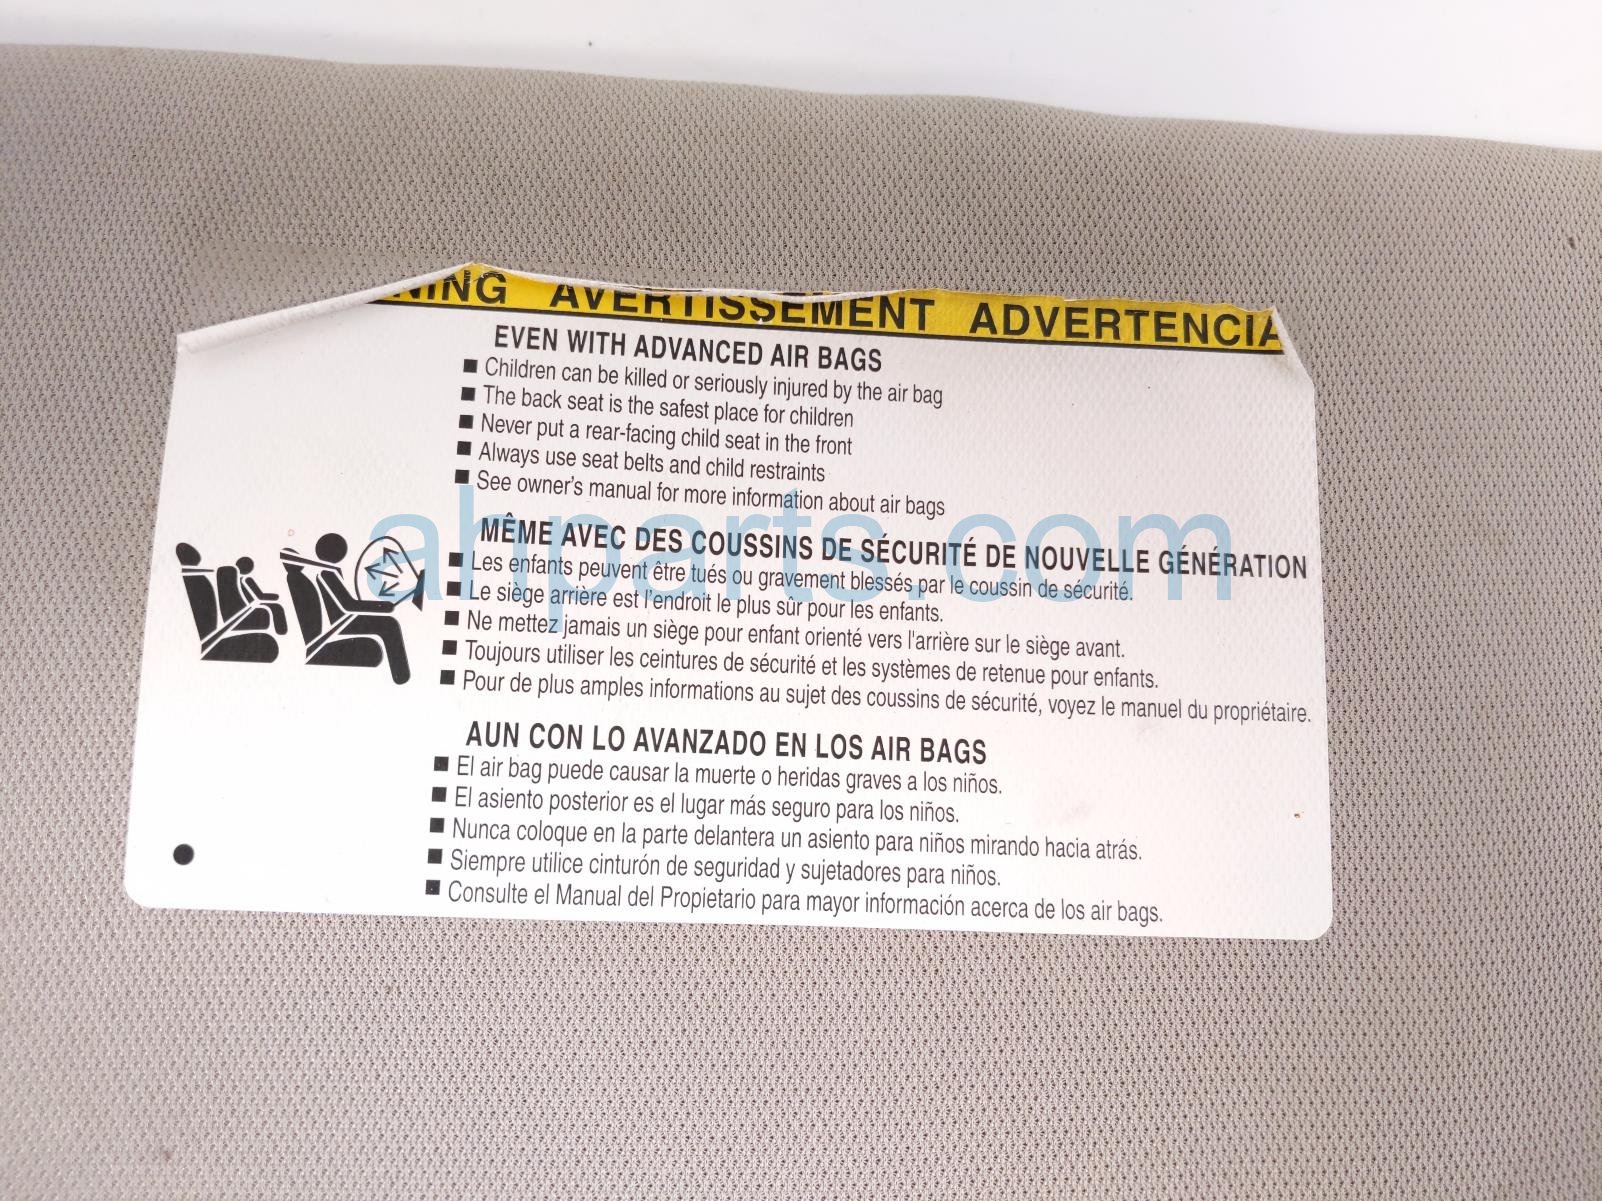 NING AVERTISSEMENT ADVERTENCIA
EVEN WITH ADVANCED AIR BAGS
■ Children can be killed or seriously injured by the air bag
■ The back seat is the safest place for children
■ Never put a rear-facing child seat in the front
■ Always use seat belts and child restraints
■ See owner's manual for more information about air bags
MÊME AVEC DES COUSSINS DE SÉCURITÉ DE NOUVELLE GÉNÉRATION
■ Les enfants peuvent être tués ou gravement blessés par le coussin de sécurité.
■ Le siège arrière est l'endroit le plus sûr pour les enfants.
■ Ne mettez jamais un siège pour enfant orienté vers l'arrière sur le siège avant.
■ Toujours utiliser les ceintures de sécurité et les systèmes de retenue pour enfants.
■ Pour de plus amples informations au sujet des coussins de sécurité, voyez le manuel du propriétaire.
AUN CON LO AVANZADO EN LOS AIR BAGS
■ El air bag puede causar la muerte o heridas graves a los niños.
■ El asiento posterior es el lugar más seguro para los niños.
■ Nunca coloque en la parte delantera un asiento para niños mirando hacia atrás.
■ Siempre utilice cinturón de seguridad y sujetadores para niños.
■ Consulte el Manual del Propietario para mayor información acerca de los air bags.
ahparts.com